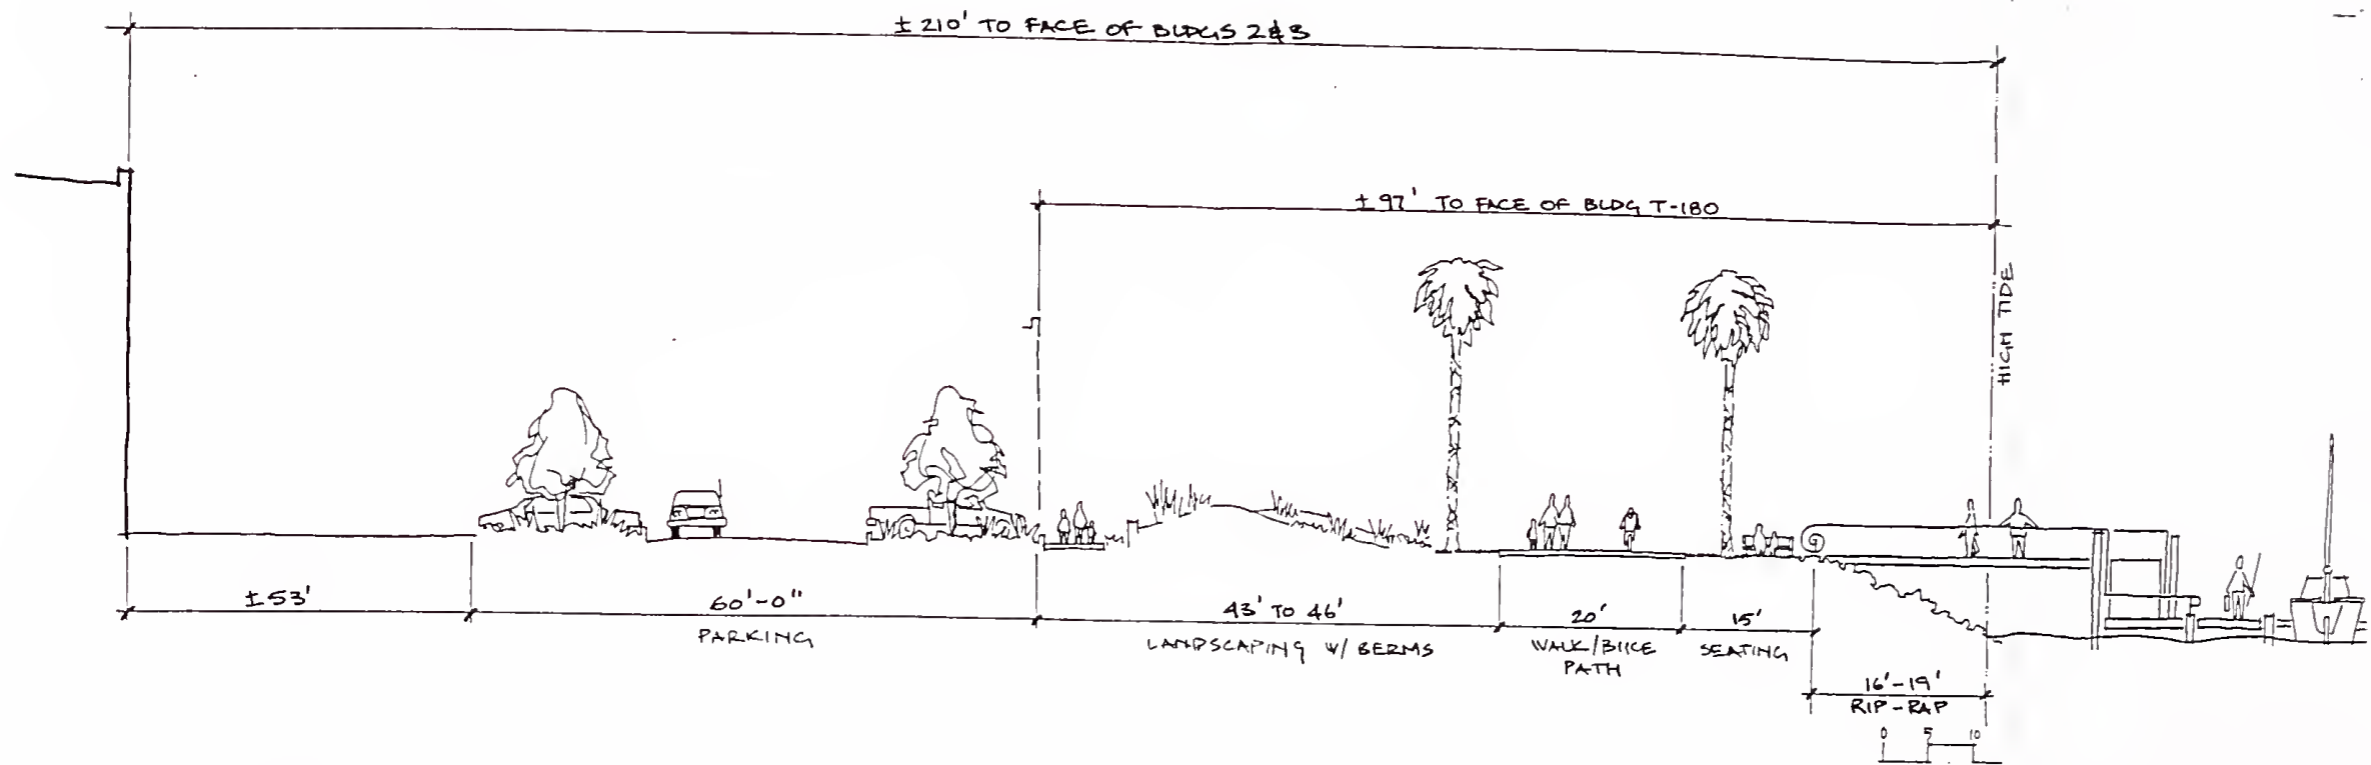 ± 210' TO FACE OF BLDGS 2 & 3
± 97' TO FACE OF BLDG T-180
HIGH TIDE
± 53'
60'-0"
PARKING
43' TO 46'
LANDSCAPING W/ BERMS
20'
WALK/BIKE
PATH
15'
SEATING
16'-19'
RIP-RAP
0 5 10